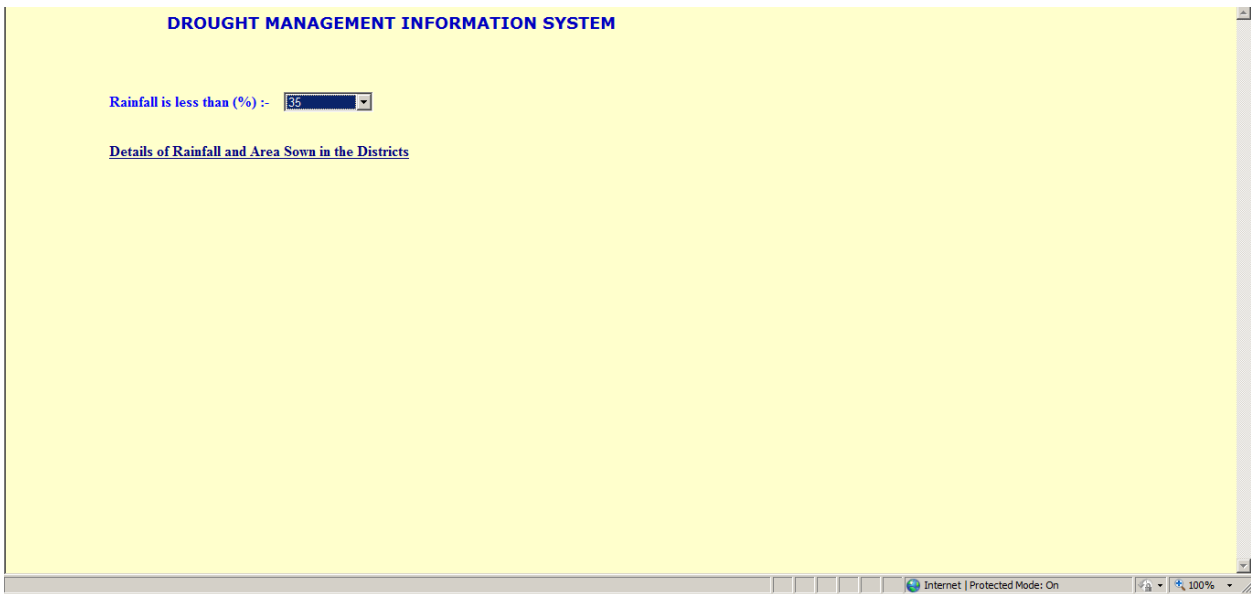 DROUGHT MANAGEMENT INFORMATION SYSTEM
Rainfall is less than (%) :- 35
Details of Rainfall and Area Sown in the Districts
Internet | Protected Mode: On 100%